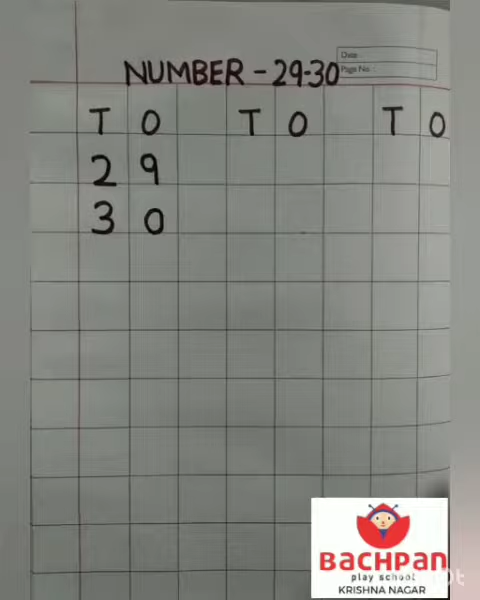 Date :
NUMBER - 29-30
Page No :
T O T O T O
2 9
3 0
BACHPAN
play school
KRISHNA NAGAR